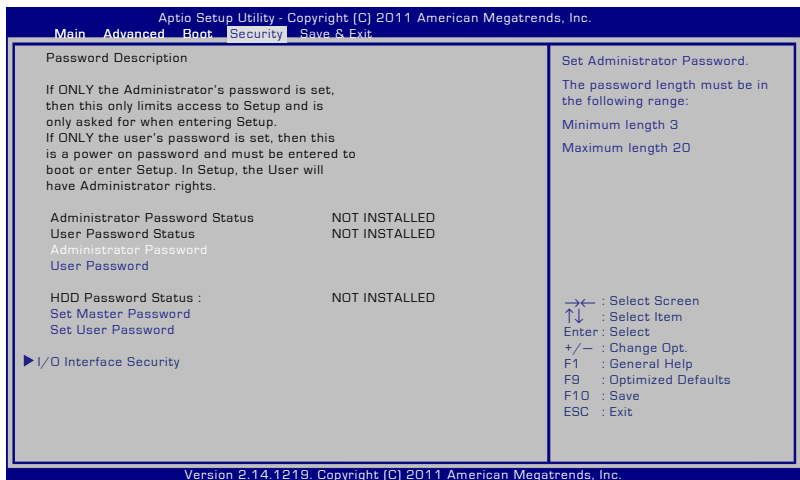 Aptio Setup Utility - Copyright (C) 2011 American Megatrends, Inc.
Main Advanced Boot Security Save & Exit
Password Description
If ONLY the Administrator's password is set,
then this only limits access to Setup and is
only asked for when entering Setup.
If ONLY the user's password is set, then this
is a power on password and must be entered to
boot or enter Setup. In Setup, the User will
have Administrator rights.
Administrator Password Status NOT INSTALLED
User Password Status NOT INSTALLED
Administrator Password
User Password
HDD Password Status : NOT INSTALLED
Set Master Password
Set User Password
I/O Interface Security
Set Administrator Password.
The password length must be in
the following range:
Minimum length 3
Maximum length 20
→← : Select Screen
↑↓ : Select Item
Enter : Select
+/— : Change Opt.
F1 : General Help
F9 : Optimized Defaults
F10 : Save
ESC : Exit
Version 2.14.1219. Copyright (C) 2011 American Megatrends, Inc.